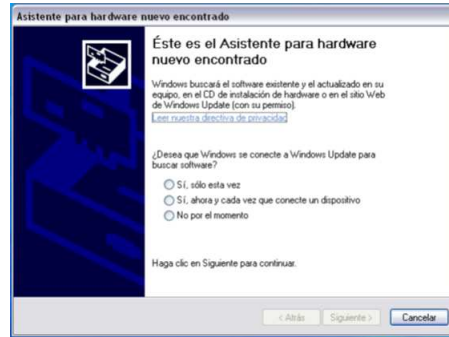 Asistente para hardware nuevo encontrado
Éste es el Asistente para hardware
nuevo encontrado
Windows buscará el software existente y el actualizado en su
equipo, en el CD de instalación de hardware o en el sitio Web
de Windows Update (con su permiso).
Leer nuestra directiva de privacidad
¿Desea que Windows se conecte a Windows Update para
buscar software?
Sí, sólo esta vez
Sí, ahora y cada vez que conecte un dispositivo
No por el momento
Haga clic en Siguiente para continuar.
< Atrás Siguiente > Cancelar